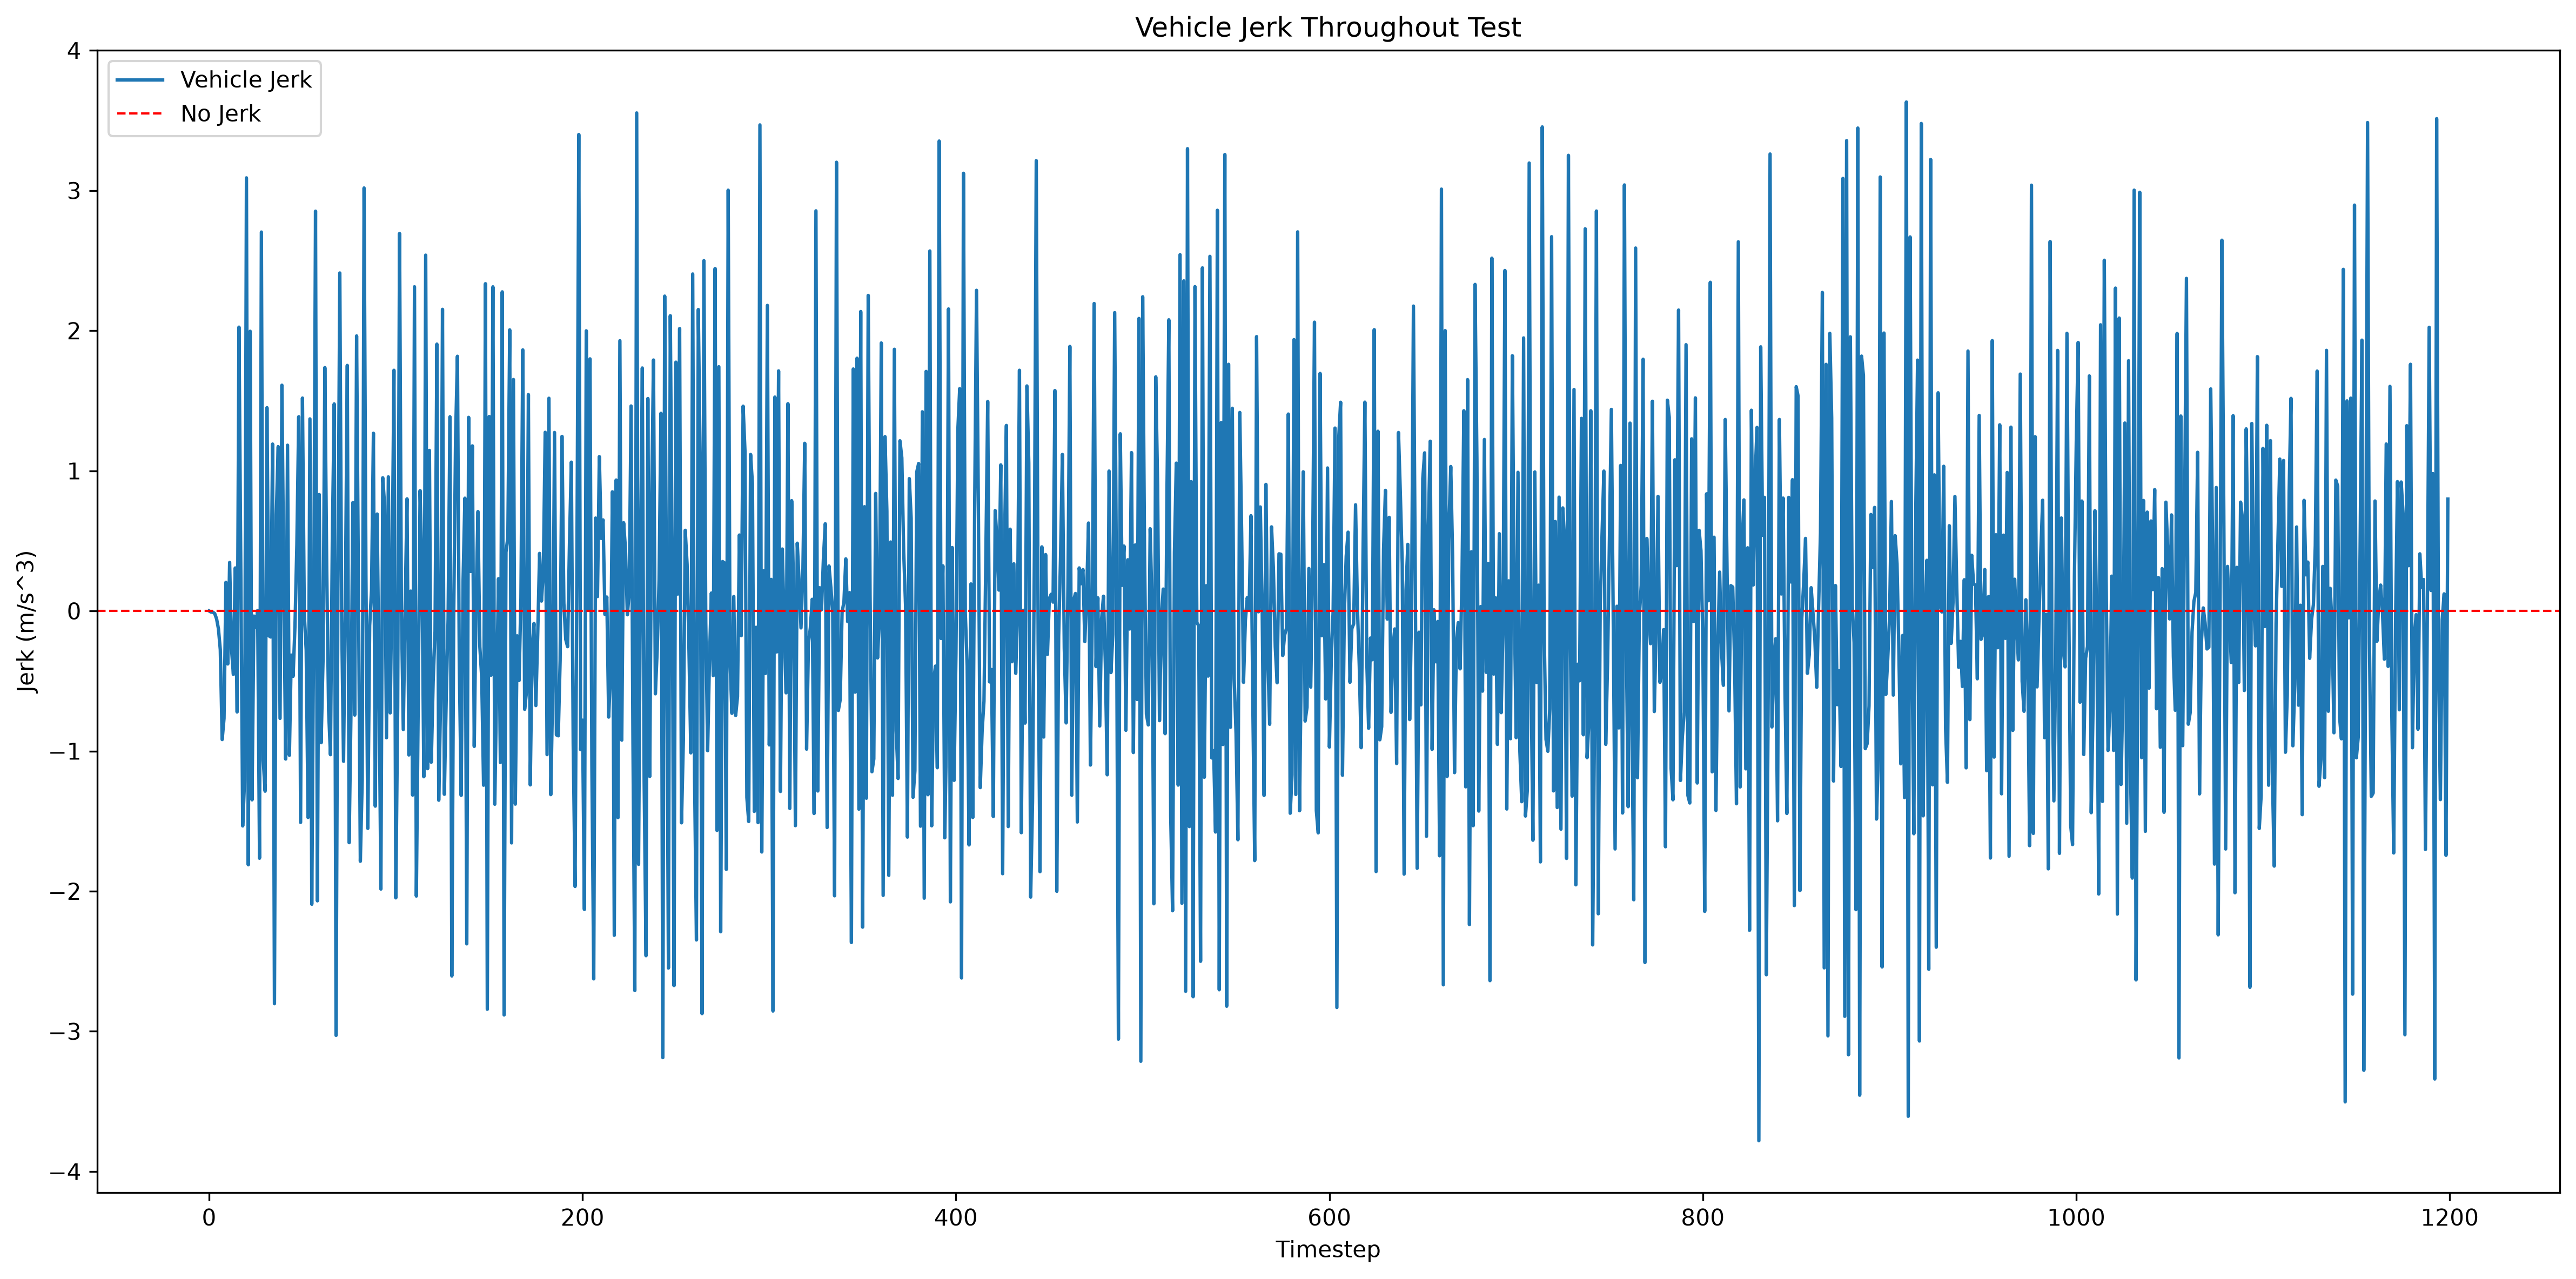 Vehicle Jerk Throughout Test
Vehicle Jerk
No Jerk
Jerk (m/s^3)
4
3
2
1
0
−1
−2
−3
−4
0 200 400 600 800 1000 1200
Timestep